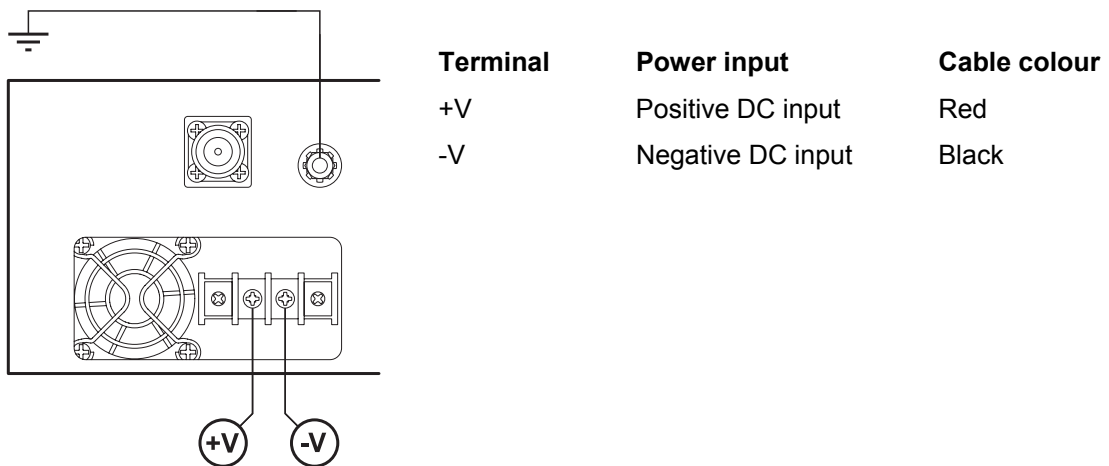 Terminal Power input Cable colour
+V Positive DC input Red
-V Negative DC input Black
+V -V